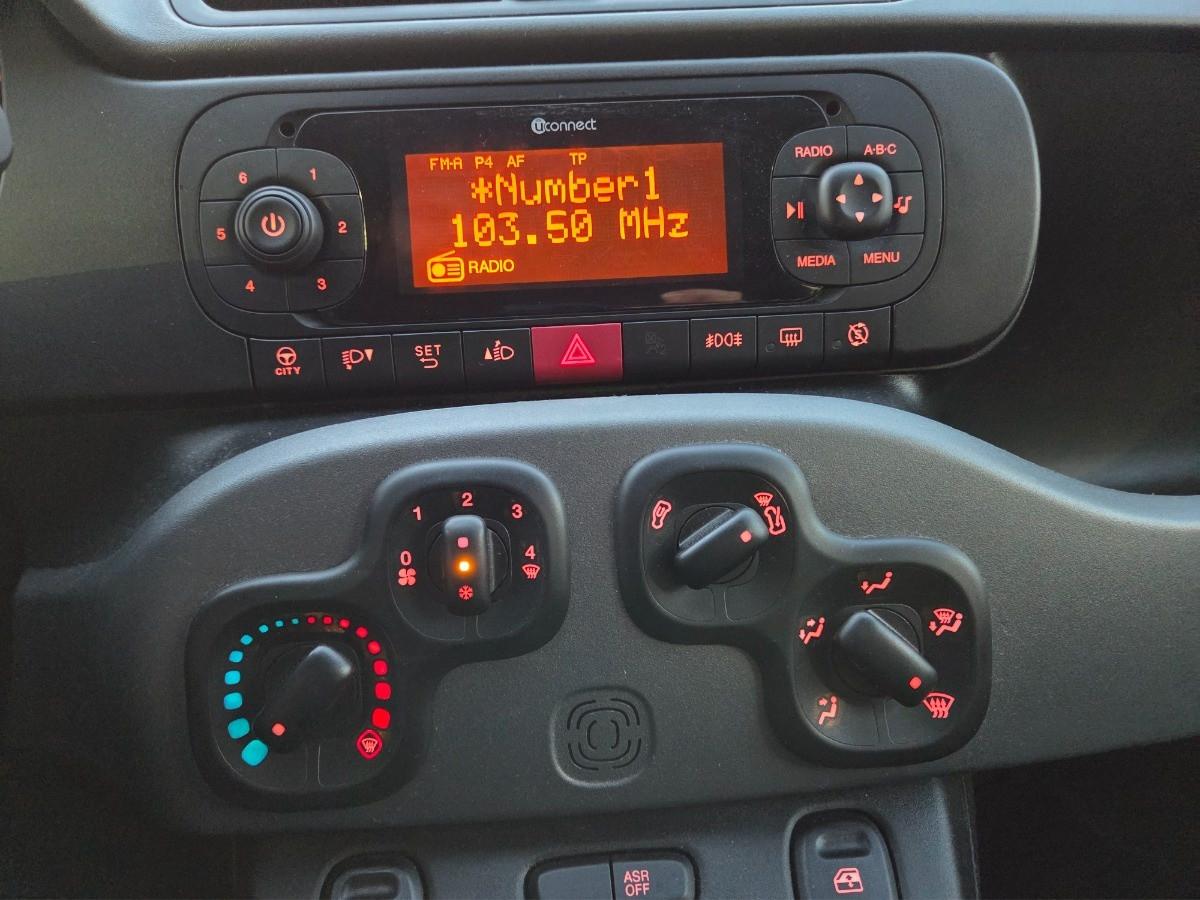 uconnect
FM-A P4 AF TP
*Number1
103.50 MHz
RADIO
6 1
5 2
4 3
RADIO A·B·C
MEDIA MENU
CITY
SET
0 1 2 3 4
ASR
OFF